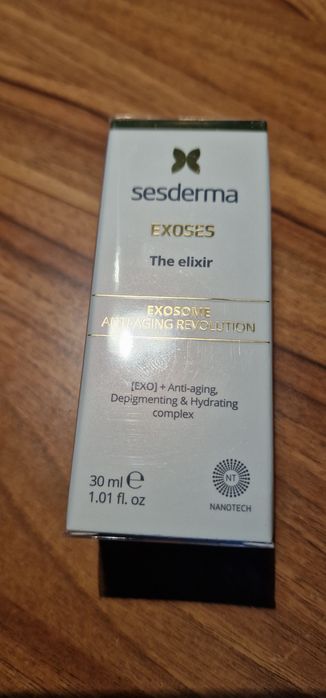 sesderma
EXOSES
The elixir
EXOSOME
ANTI-AGING REVOLUTION
[EXO] + Anti-aging,
Depigmenting & Hydrating
complex
30 ml ℮
1.01 fl. oz
NT
NANOTECH